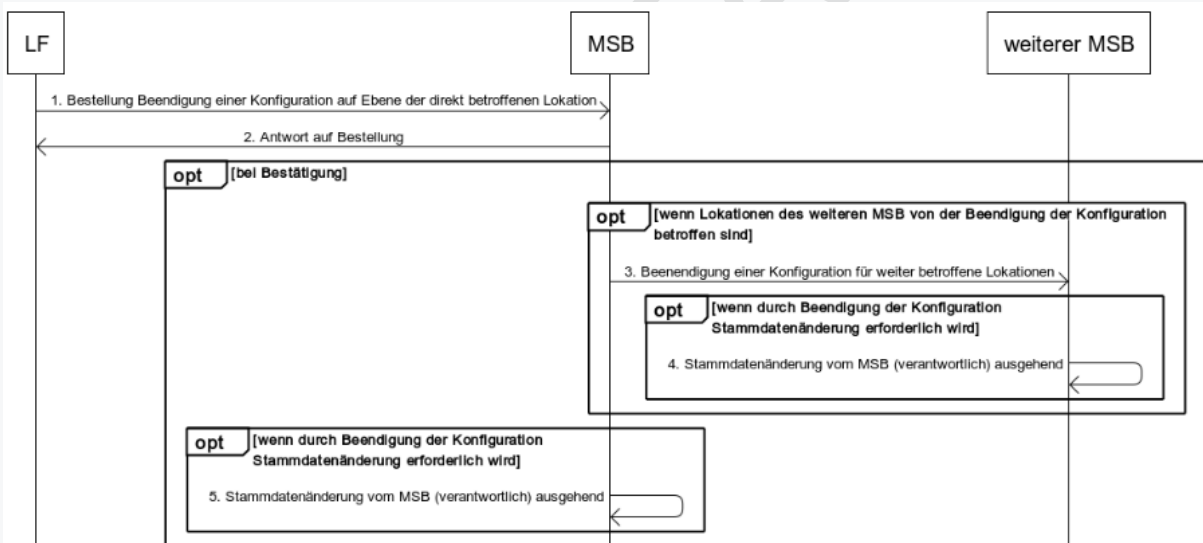 LF
MSB
weiterer MSB
1. Bestellung Beendigung einer Konfiguration auf Ebene der direkt betroffenen Lokation
2. Antwort auf Bestellung
opt
[bei Bestätigung]
opt
[wenn Lokationen des weiteren MSB von der Beendigung der Konfiguration
betroffen sind]
3. Beenendigung einer Konfiguration für weiter betroffene Lokationen
opt
[wenn durch Beendigung der Konfiguration
Stammdatenänderung erforderlich wird]
4. Stammdatenänderung vom MSB (verantwortlich) ausgehend
opt
[wenn durch Beendigung der Konfiguration
Stammdatenänderung erforderlich wird]
5. Stammdatenänderung vom MSB (verantwortlich) ausgehend